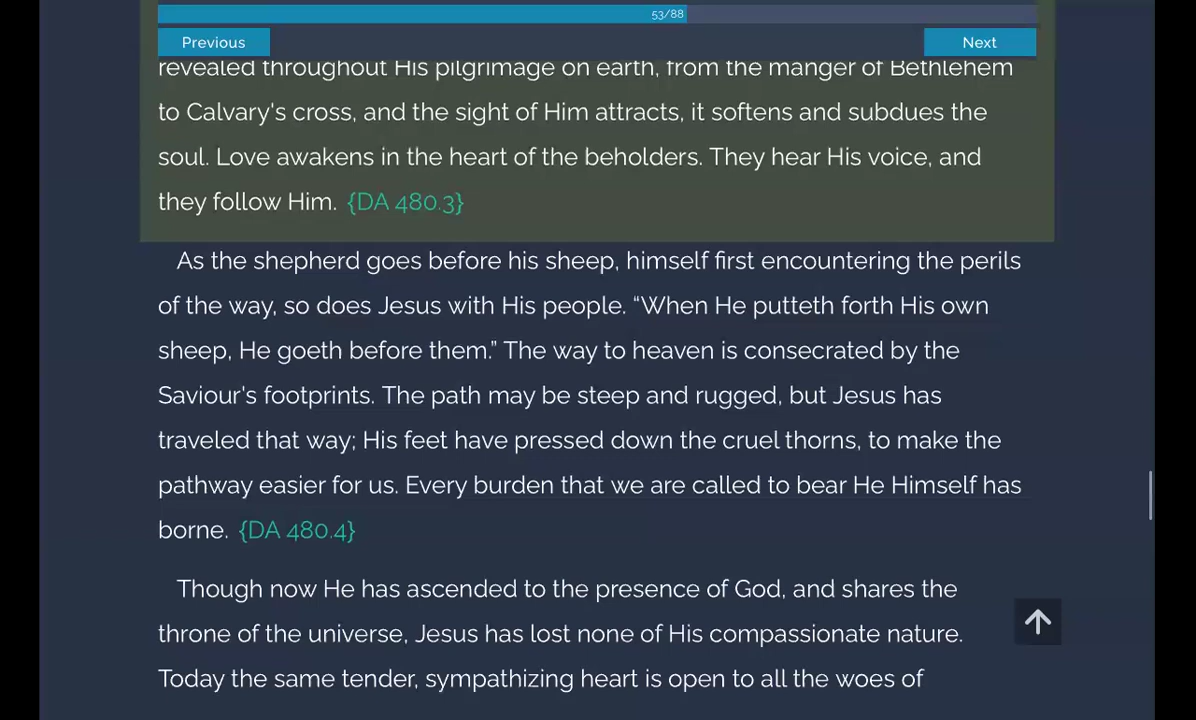 53/88
Previous
Next
revealed throughout His pilgrimage on earth, from the manger of Bethlehem
to Calvary's cross, and the sight of Him attracts, it softens and subdues the
soul. Love awakens in the heart of the beholders. They hear His voice, and
they follow Him. {DA 480.3}
As the shepherd goes before his sheep, himself first encountering the perils
of the way, so does Jesus with His people. “When He putteth forth His own
sheep, He goeth before them.” The way to heaven is consecrated by the
Saviour's footprints. The path may be steep and rugged, but Jesus has
traveled that way; His feet have pressed down the cruel thorns, to make the
pathway easier for us. Every burden that we are called to bear He Himself has
borne. {DA 480.4}
Though now He has ascended to the presence of God, and shares the
throne of the universe, Jesus has lost none of His compassionate nature.
Today the same tender, sympathizing heart is open to all the woes of